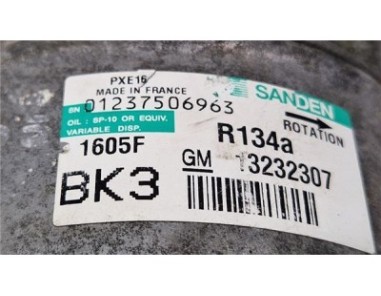 PXE16
MADE IN FRANCE
SANDEN
SN 01237506963
OIL : SP-10 OR EQUIV.
VARIABLE DISP.
ROTATION
1605F
R134a
GM 13232307
BK3